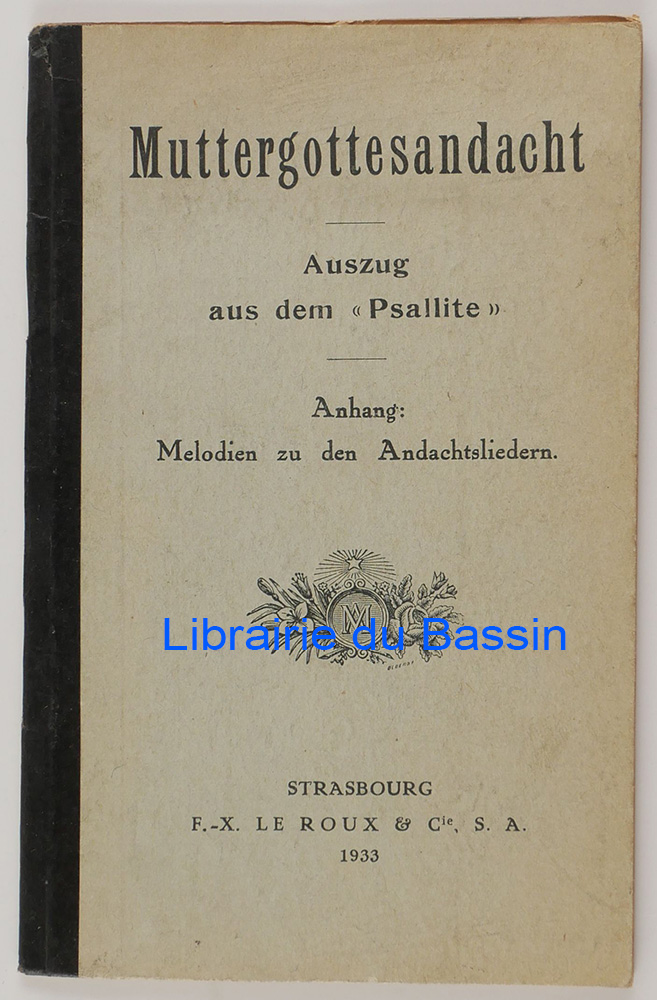 Muttergottesandacht
Auszug
aus dem « Psallite »
Anhang:
Melodien zu den Andachtsliedern.
Librairie du Bassin
STRASBOURG
F.-X. LE ROUX & Cie, S. A.
1933